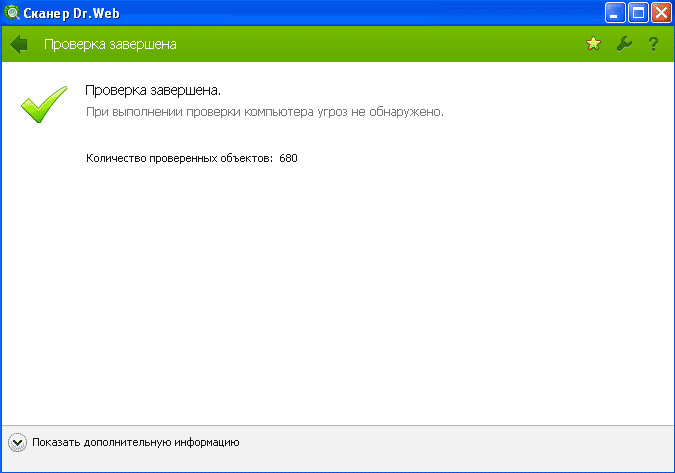 Сканер Dr.Web
Проверка завершена
?
Проверка завершена.
При выполнении проверки компьютера угроз не обнаружено.
Количество проверенных объектов: 680
Показать дополнительную информацию